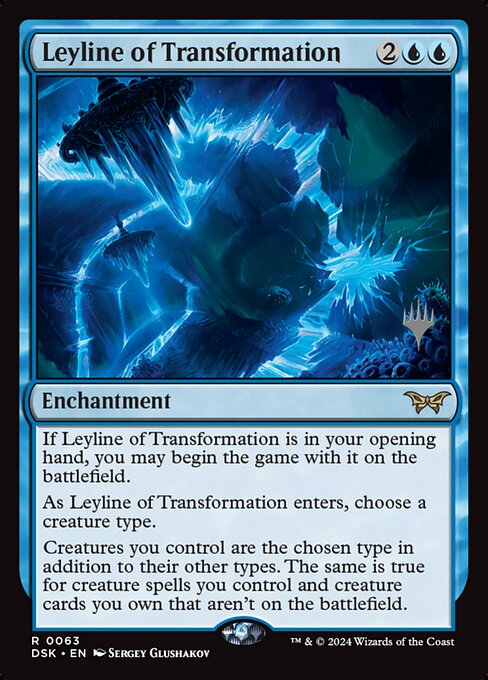 Leyline of Transformation 2
Enchantment
If Leyline of Transformation is in your opening
hand, you may begin the game with it on the
battlefield.
As Leyline of Transformation enters, choose a
creature type.
Creatures you control are the chosen type in
addition to their other types. The same is true
for creature spells you control and creature
cards you own that aren't on the battlefield.
R 0063
DSK • EN Sergey Glushakov
™ & © 2024 Wizards of the Coast